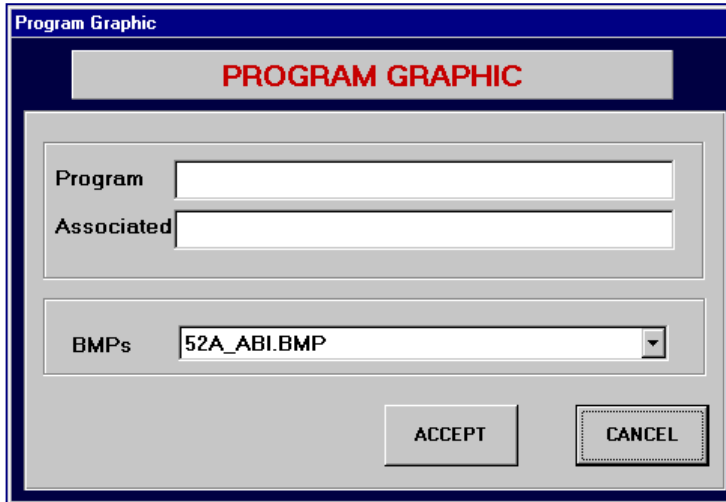 Program Graphic
PROGRAM GRAPHIC
Program
Associated
BMPs 52A_ABI.BMP
ACCEPT CANCEL